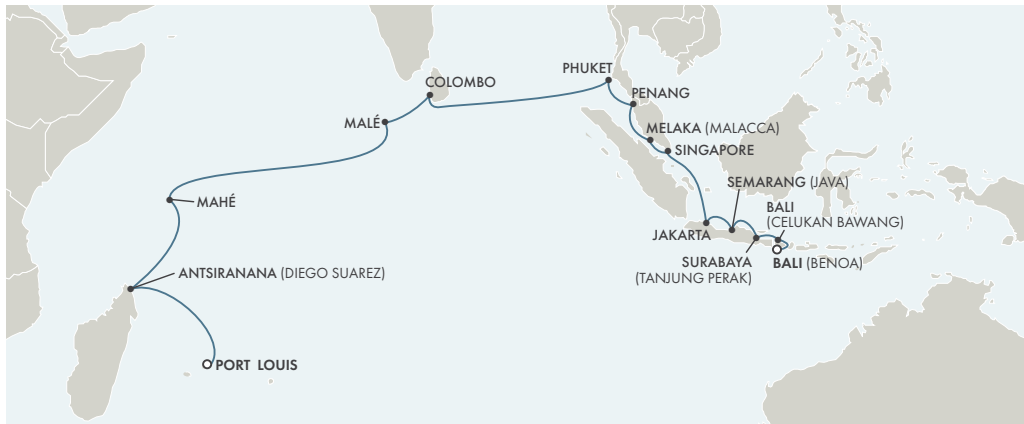 PHUKET
COLOMBO
PENANG
MALÉ
MELAKA (MALACCA)
SINGAPORE
SEMARANG (JAVA)
MAHÉ
BALI
(CELUKAN BAWANG)
JAKARTA
SURABAYA
(TANJUNG PERAK)
BALI (BENOA)
ANTSIRANANA (DIEGO SUAREZ)
PORT LOUIS